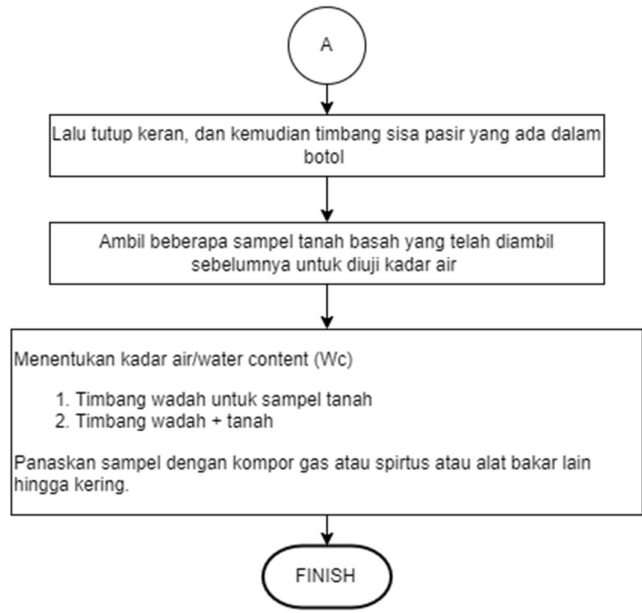 A
Lalu tutup keran, dan kemudian timbang sisa pasir yang ada dalam
botol
Ambil beberapa sampel tanah basah yang telah diambil
sebelumnya untuk diuji kadar air
Menentukan kadar air/water content (Wc)
1. Timbang wadah untuk sampel tanah
2. Timbang wadah + tanah
Panaskan sampel dengan kompor gas atau spirtus atau alat bakar lain
hingga kering.
FINISH